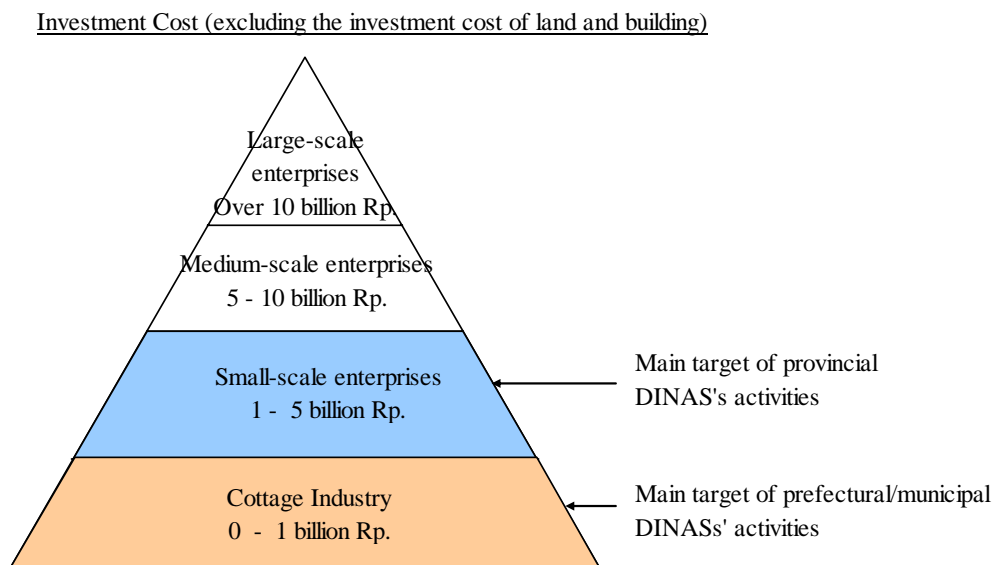 Investment Cost (excluding the investment cost of land and building)
Large-scale
enterprises
Over 10 billion Rp.
Medium-scale enterprises
5 - 10 billion Rp.
Small-scale enterprises
1 - 5 billion Rp.
Main target of provincial
DINAS's activities
Cottage Industry
0 - 1 billion Rp.
Main target of prefectural/municipal
DINASs' activities